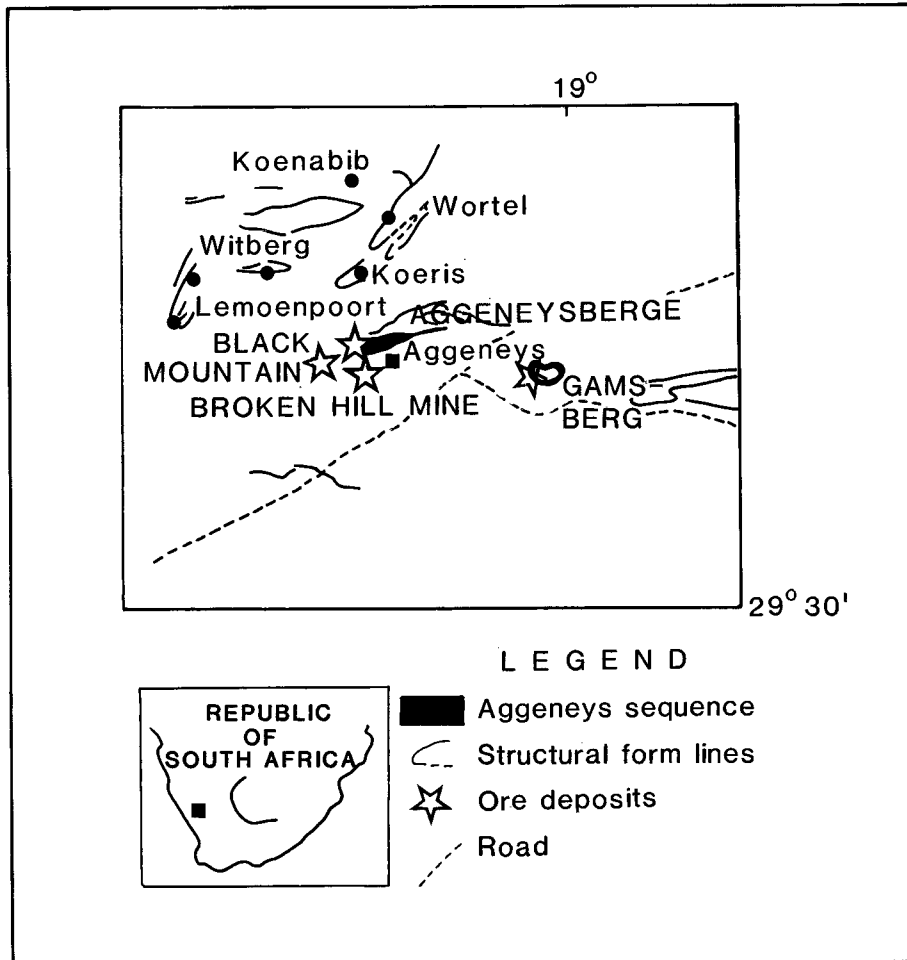 19°
Koenabib
Wortel
Witberg
Koeris
Lemoenpoort
AGGENEYSBERGE
BLACK
MOUNTAIN
Aggeneys
GAMS
BERG
BROKEN HILL MINE
29° 30'
LEGEND
REPUBLIC
OF
SOUTH AFRICA
Aggeneys sequence
Structural form lines
Ore deposits
Road